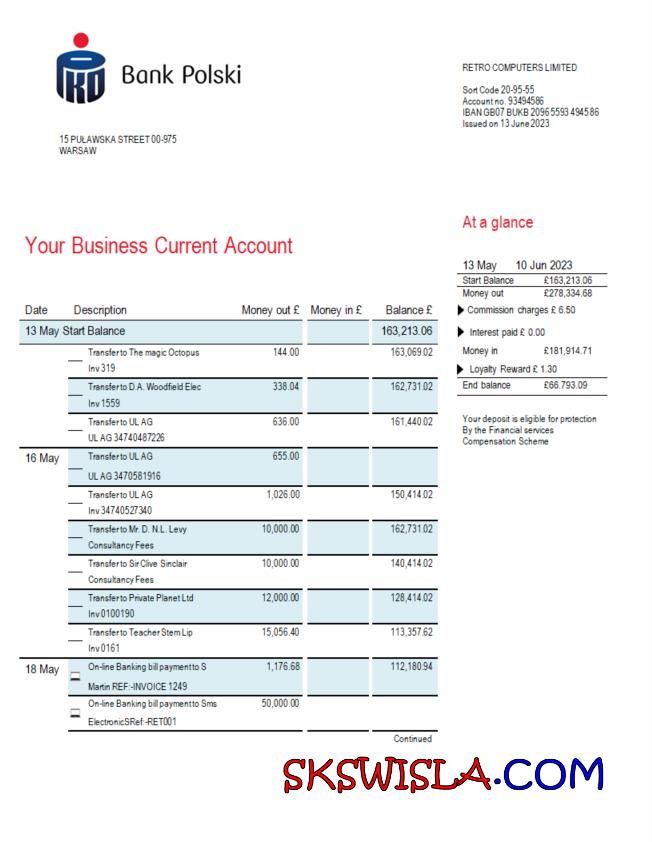 PKO
Bank Polski
RETRO COMPUTERS LIMITED
Sort Code 20-95-55
Account no. 93494586
IBAN GB07 BUKB 2096 5593 4945 86
Issued on 13 June 2023
15 PUŁAWSKA STREET 00-975
WARSAW
At a glance
Your Business Current Account
13 May 10 Jun 2023
Start Balance £163,213.06
Money out £278,334.68
Commission charges £ 6.50
Interest paid £ 0.00
Money in £181,914.71
Loyalty Reward £ 1.30
End balance £66.793.09
Your deposit is eligible for protection
By the Financial services
Compensation Scheme
Date Description Money out £ Money in £ Balance £
13 May Start Balance 163,213.06
Transfer to The magic Octopus 144.00 163,069.02
Inv 319
Transfer to D.A. Woodfield Elec 338.04 162,731.02
Inv 1559
Transfer to UL AG 636.00 161,440.02
UL AG 34740487226
16 May Transfer to UL AG 655.00
UL AG 3470581916
Transfer to UL AG 1,026.00 150,414.02
Inv 34740527340
Transfer to Mr. D. N.L. Levy 10,000.00 162,731.02
Consultancy Fees
Transfer to Sir Clive Sinclair 10,000.00 140,414.02
Consultancy Fees
Transfer to Private Planet Ltd 12,000.00 128,414.02
Inv 0100190
Transfer to Teacher Stem Lip 15,056.40 113,357.62
Inv 0161
18 May On-line Banking bill payment to S 1,176.68 112,180.94
Martin REF:-INVOICE 1249
On-line Banking bill payment to Sms 50,000.00
ElectronicSRef:-RET001
Continued
SKSWISLA.COM